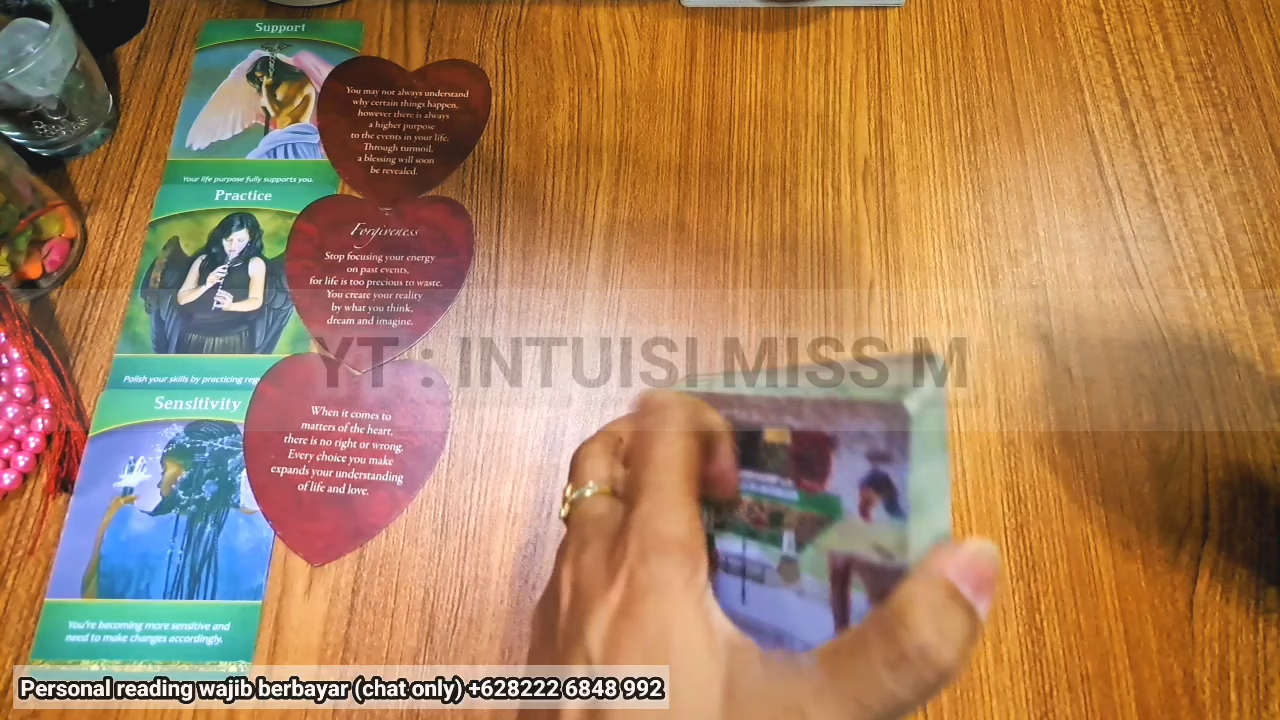 Support
Your life purpose fully supports you.
You may not always understand
why certain things happen,
however there is always
a higher purpose
to the events in your life.
Through turmoil,
a blessing will soon
be revealed.
Practice
Polish your skills by practicing
Forgiveness
Stop focusing your energy
on past events,
for life is too precious to waste.
You create your reality
by what you think,
dream and imagine.
Sensitivity
You're becoming more sensitive and
need to make changes accordingly.
When it comes to
matters of the heart,
there is no right or wrong.
Every choice you make
expands your understanding
of life and love.
YT : INTUISI MISS M
Personal reading wajib berbayar (chat only) +628222 6848 992